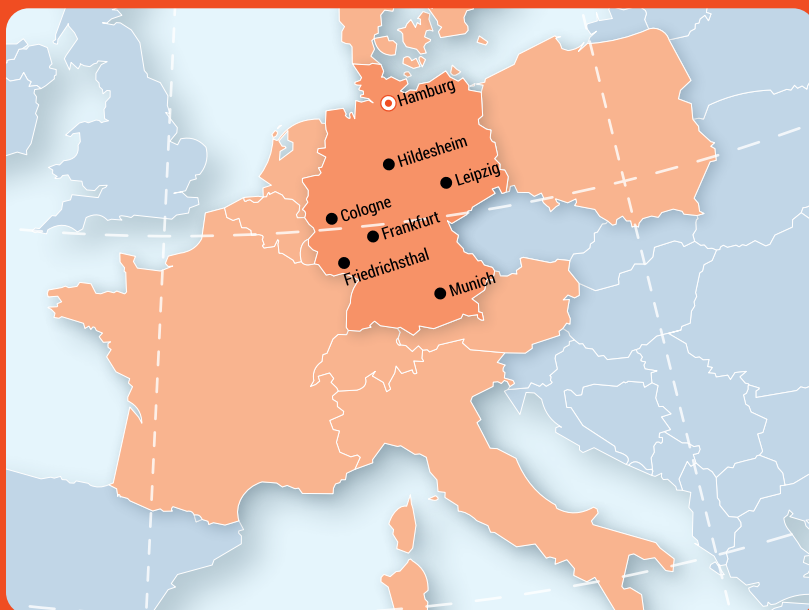 Hamburg
Hildesheim
Leipzig
Cologne
Frankfurt
Friedrichsthal
Munich